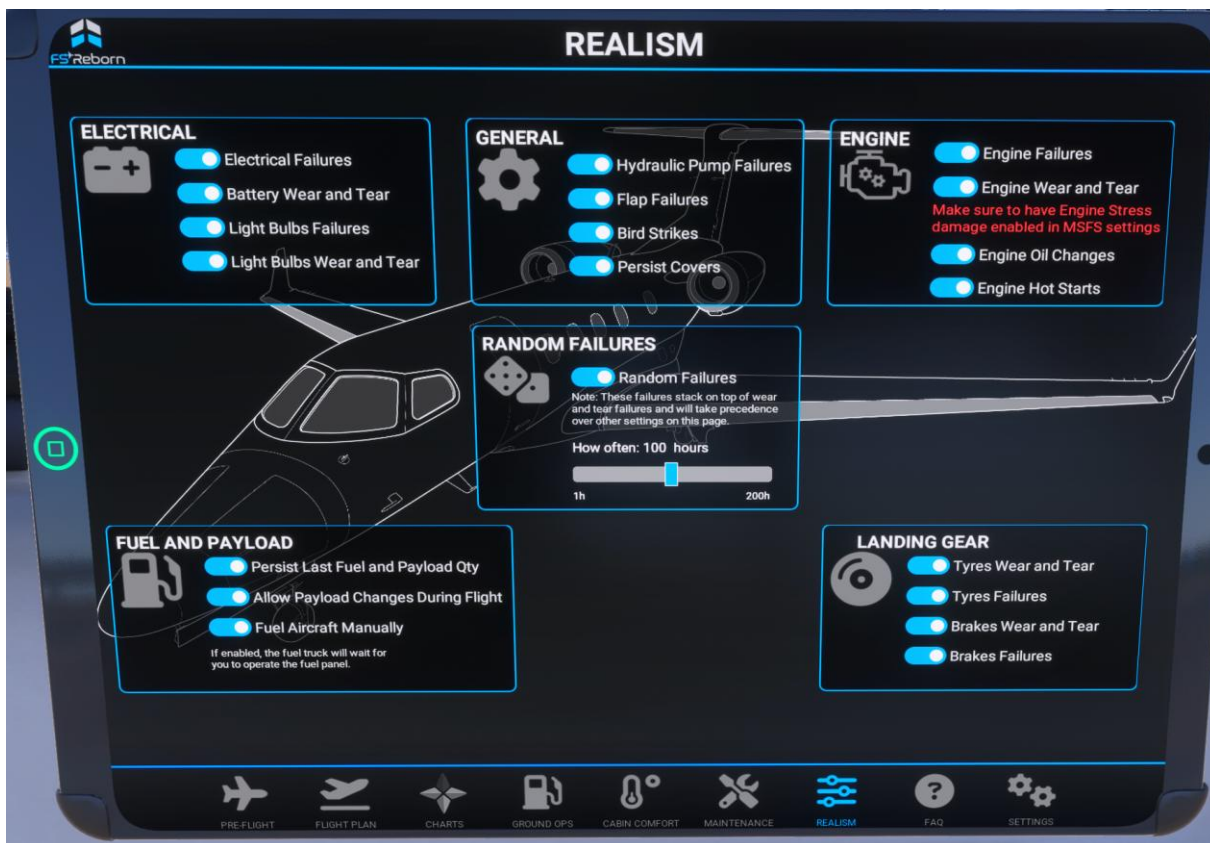 FS Reborn
REALISM
ELECTRICAL
Electrical Failures
Battery Wear and Tear
Light Bulbs Failures
Light Bulbs Wear and Tear
GENERAL
Hydraulic Pump Failures
Flap Failures
Bird Strikes
Persist Covers
ENGINE
Engine Failures
Engine Wear and Tear
Make sure to have Engine Stress
damage enabled in MSFS settings
Engine Oil Changes
Engine Hot Starts
RANDOM FAILURES
Random Failures
Note: These failures stack on top of wear
and tear failures and will take precedence
over other settings on this page.
How often: 100 hours
1h 200h
FUEL AND PAYLOAD
Persist Last Fuel and Payload Qty
Allow Payload Changes During Flight
Fuel Aircraft Manually
If enabled, the fuel truck will wait for
you to operate the fuel panel.
LANDING GEAR
Tyres Wear and Tear
Tyres Failures
Brakes Wear and Tear
Brakes Failures
PRE-FLIGHT FLIGHT PLAN CHARTS GROUND OPS CABIN COMFORT MAINTENANCE REALISM FAQ SETTINGS